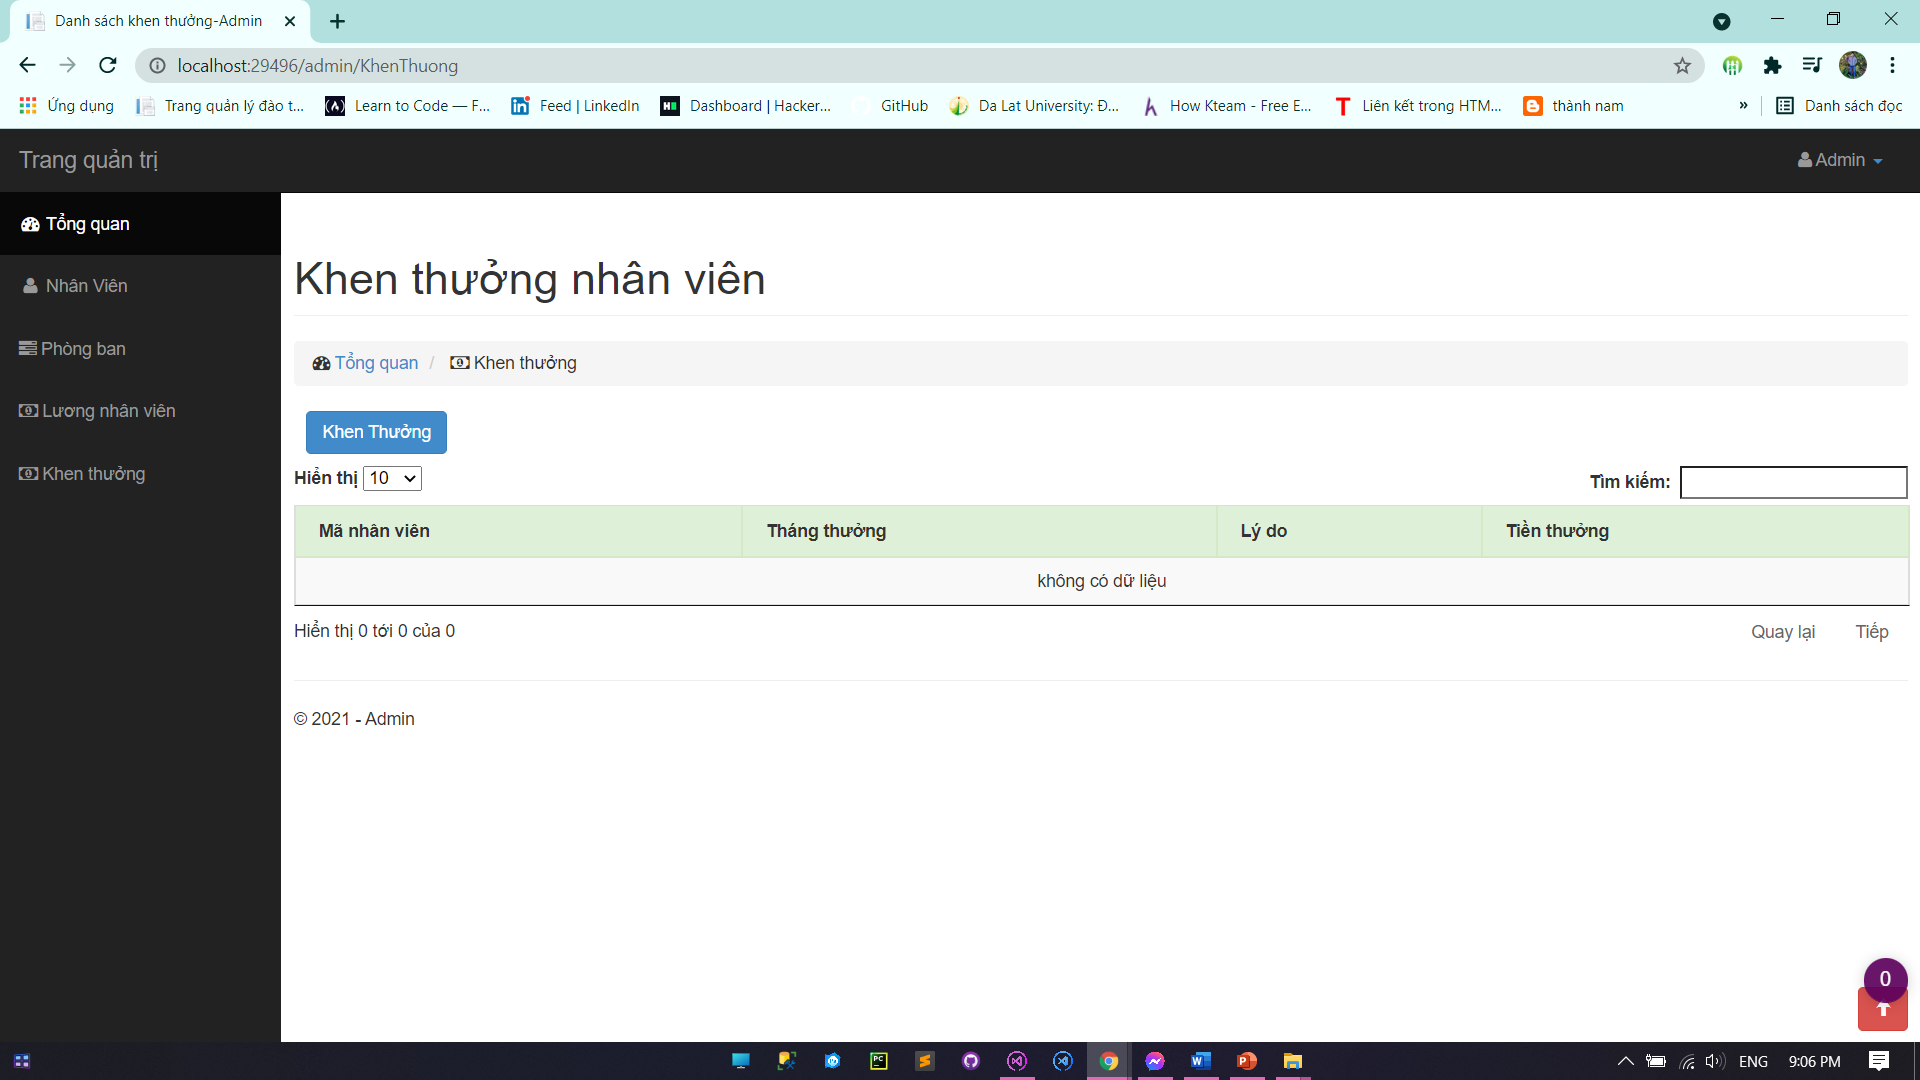 Danh sách khen thưởng-Admin
localhost:29496/admin/KhenThuong
Ứng dụng Trang quản lý đào t... Learn to Code — F... Feed | LinkedIn Dashboard | Hacker... GitHub Da Lat University: Đ... How Kteam - Free E... Liên kết trong HTM... thành nam » Danh sách đọc
Trang quản trị Admin
Tổng quan
Nhân Viên
Phòng ban
Lương nhân viên
Khen thưởng
Khen thưởng nhân viên
Tổng quan / Khen thưởng
Khen Thưởng
Hiển thị 10 Tìm kiếm:
Mã nhân viên Tháng thưởng Lý do Tiền thưởng
không có dữ liệu
Hiển thị 0 tới 0 của 0 Quay lại Tiếp
© 2021 - Admin
0
ENG 9:06 PM